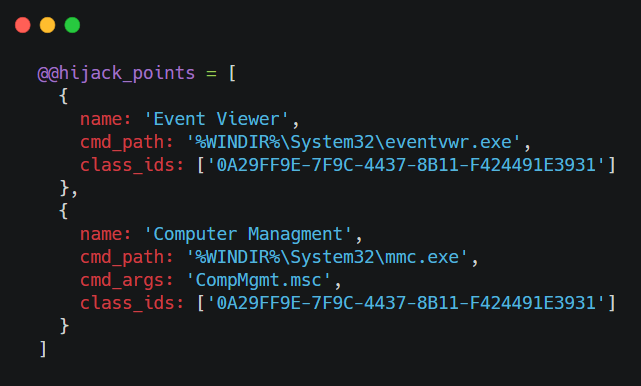 @@hijack_points = [
  {
    name: 'Event Viewer',
    cmd_path: '%WINDIR%\System32\eventvwr.exe',
    class_ids: ['0A29FF9E-7F9C-4437-8B11-F424491E3931']
  },
  {
    name: 'Computer Managment',
    cmd_path: '%WINDIR%\System32\mmc.exe',
    cmd_args: 'CompMgmt.msc',
    class_ids: ['0A29FF9E-7F9C-4437-8B11-F424491E3931']
  }
]